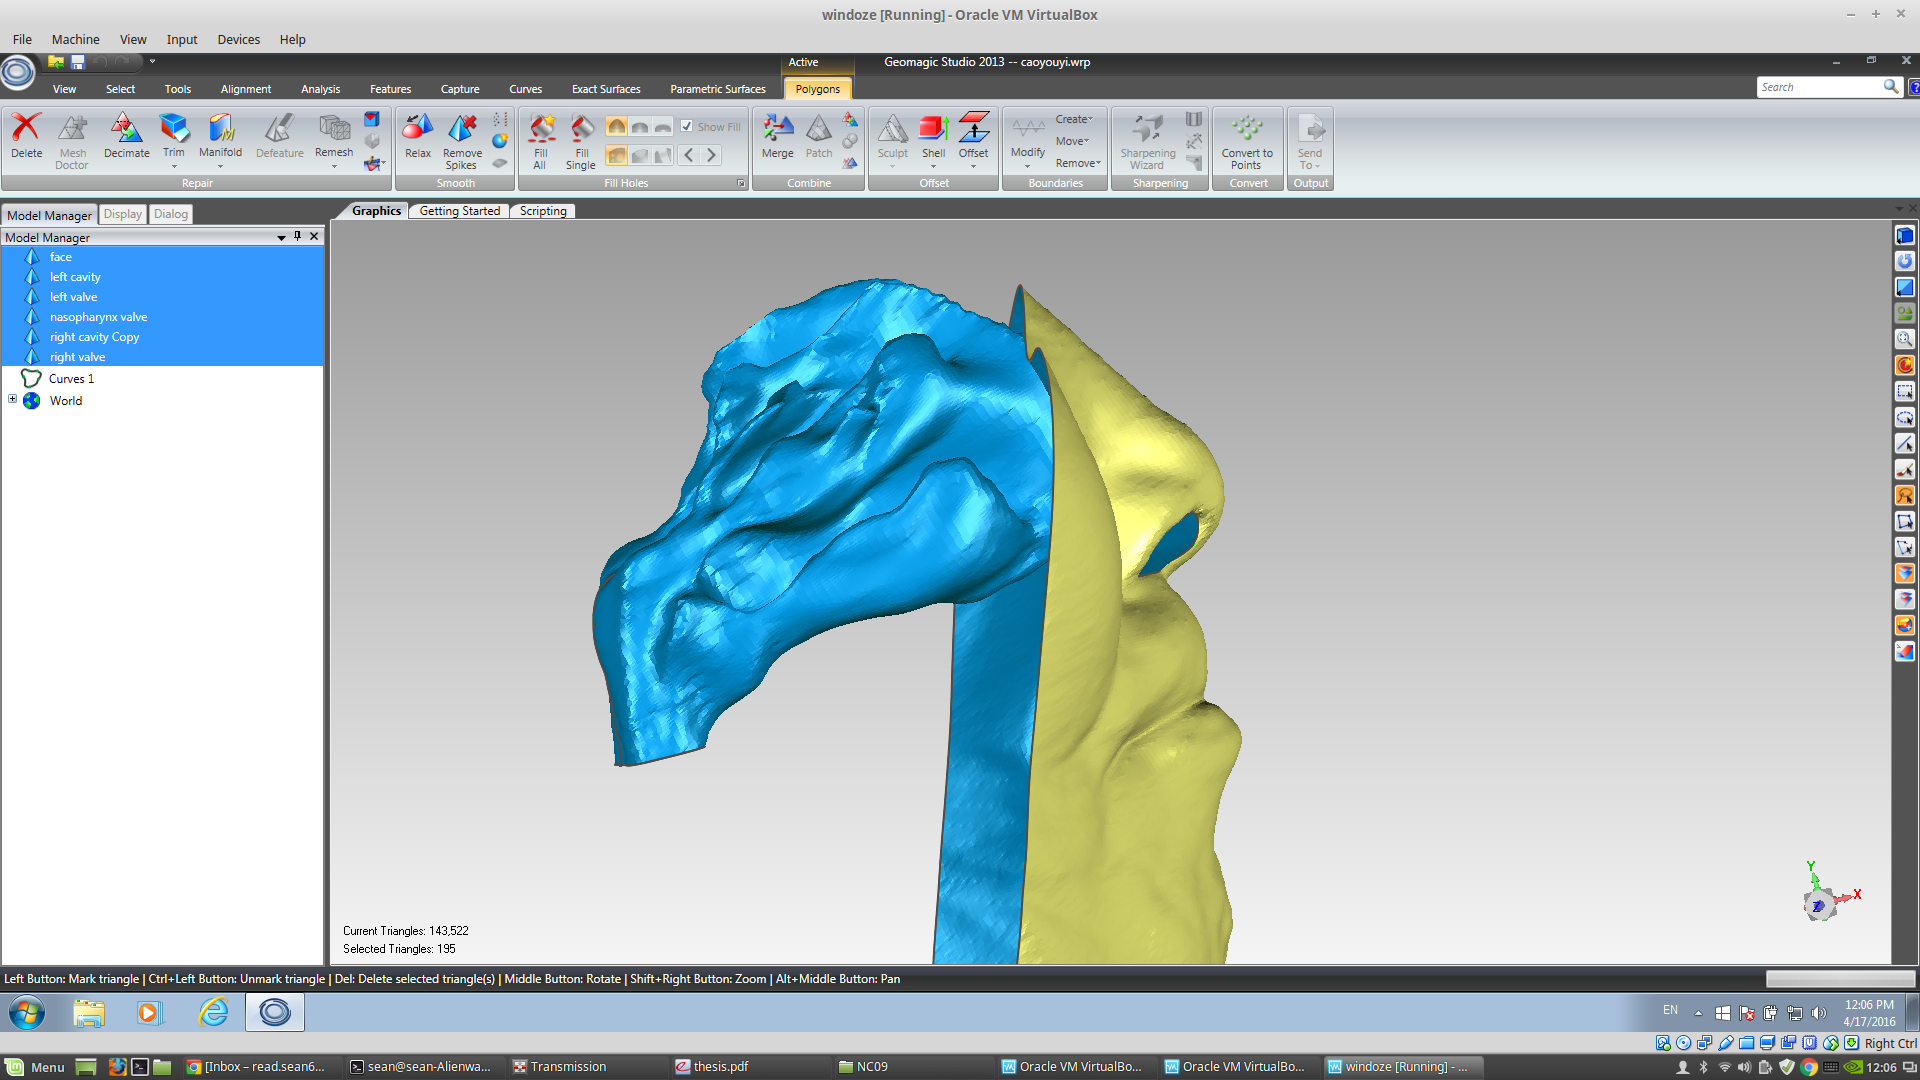 windoze [Running] - Oracle VM VirtualBox
File Machine View Input Devices Help
Active
Geomagic Studio 2013 -- caoyouyi.wrp
View Select Tools Alignment Analysis Features Capture Curves Exact Surfaces Parametric Surfaces Polygons
Search
Delete
Mesh Doctor
Decimate
Trim
Manifold
Defeature
Remesh
Repair
Relax
Remove Spikes
Smooth
Fill All
Fill Single
Show Fill
Fill Holes
Merge
Patch
Combine
Sculpt
Shell
Offset
Offset
Modify
Create
Move
Remove
Boundaries
Sharpening Wizard
Sharpening
Convert to Points
Convert
Send To
Output
Model Manager Display Dialog
Graphics Getting Started Scripting
Model Manager
face
left cavity
left valve
nasopharynx valve
right cavity Copy
right valve
Curves 1
World
Y
X
Z
Current Triangles: 143,522
Selected Triangles: 195
Left Button: Mark triangle | Ctrl+Left Button: Unmark triangle | Del: Delete selected triangle(s) | Middle Button: Rotate | Shift+Right Button: Zoom | Alt+Middle Button: Pan
EN
12:06 PM
4/17/2016
Right Ctrl
Menu
[Inbox – read.sean6...
sean@sean-Alienwa...
Transmission
thesis.pdf
NC09
Oracle VM VirtualBo...
Oracle VM VirtualBo...
windoze [Running] - ...
12:06